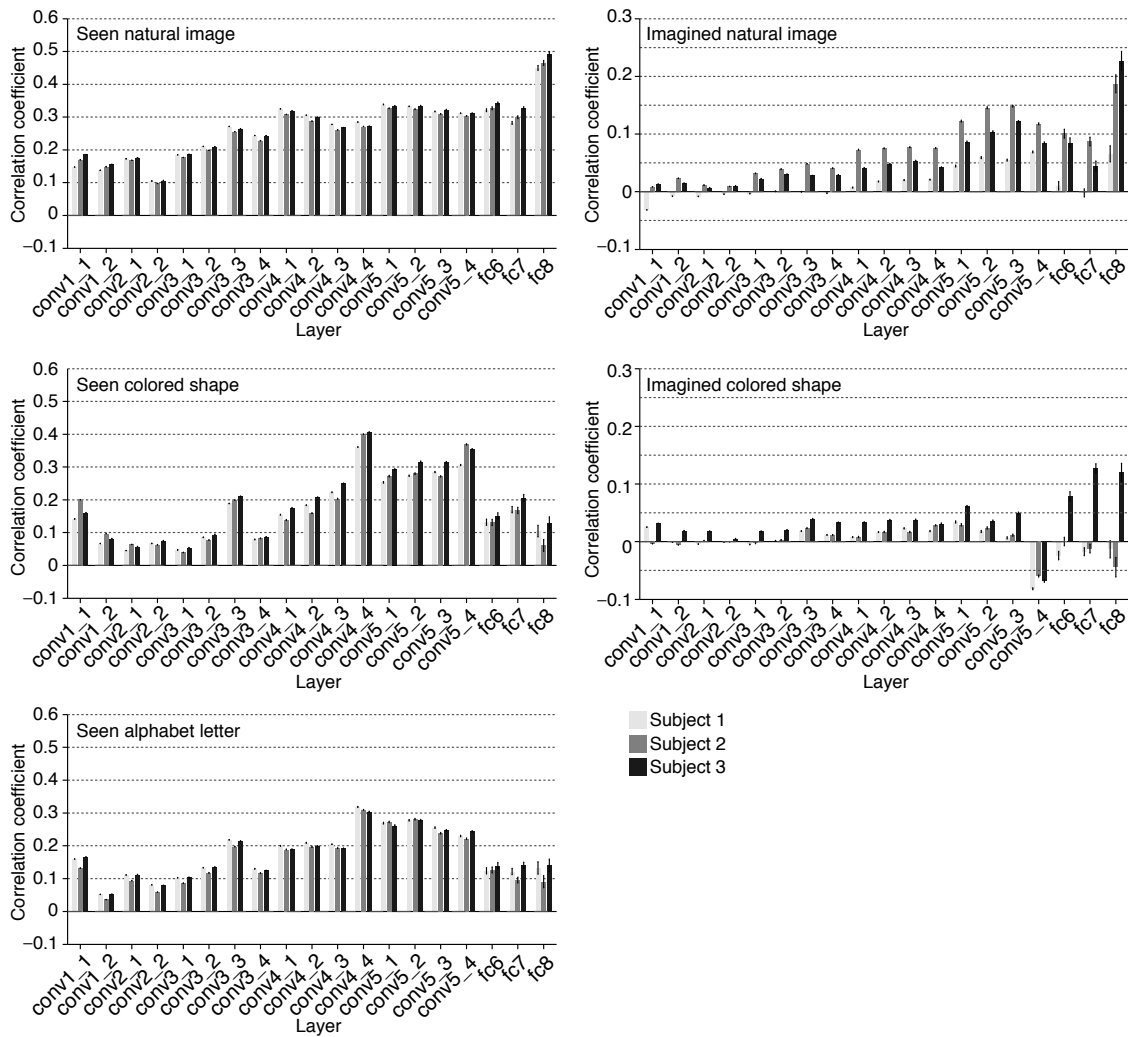 Seen natural image
Correlation coefficient
0.6
0.5
0.4
0.3
0.2
0.1
0
–0.1
conv1_1
conv1_2
conv2_1
conv2_2
conv3_1
conv3_2
conv3_3
conv3_4
conv4_1
conv4_2
conv4_3
conv4_4
conv5_1
conv5_2
conv5_3
conv5_4
fc6
fc7
fc8
Layer
Imagined natural image
Correlation coefficient
0.3
0.2
0.1
0
–0.1
conv1_1
conv1_2
conv2_1
conv2_2
conv3_1
conv3_2
conv3_3
conv3_4
conv4_1
conv4_2
conv4_3
conv4_4
conv5_1
conv5_2
conv5_3
conv5_4
fc6
fc7
fc8
Layer
Seen colored shape
Correlation coefficient
0.6
0.5
0.4
0.3
0.2
0.1
0
–0.1
conv1_1
conv1_2
conv2_1
conv2_2
conv3_1
conv3_2
conv3_3
conv3_4
conv4_1
conv4_2
conv4_3
conv4_4
conv5_1
conv5_2
conv5_3
conv5_4
fc6
fc7
fc8
Layer
Imagined colored shape
Correlation coefficient
0.3
0.2
0.1
0
–0.1
conv1_1
conv1_2
conv2_1
conv2_2
conv3_1
conv3_2
conv3_3
conv3_4
conv4_1
conv4_2
conv4_3
conv4_4
conv5_1
conv5_2
conv5_3
conv5_4
fc6
fc7
fc8
Layer
Seen alphabet letter
Correlation coefficient
0.6
0.5
0.4
0.3
0.2
0.1
0
–0.1
conv1_1
conv1_2
conv2_1
conv2_2
conv3_1
conv3_2
conv3_3
conv3_4
conv4_1
conv4_2
conv4_3
conv4_4
conv5_1
conv5_2
conv5_3
conv5_4
fc6
fc7
fc8
Layer
Subject 1
Subject 2
Subject 3